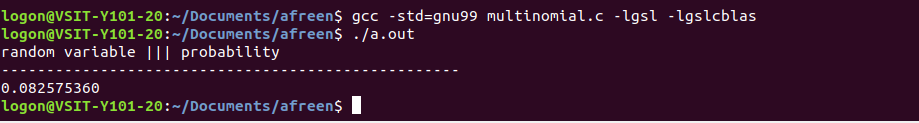 logon@VSIT-Y101-20:~/Documents/afreen$ gcc -std=gnu99 multinomial.c -lgsl -lgslcblas
logon@VSIT-Y101-20:~/Documents/afreen$ ./a.out
random variable ||| probability
---------------------------------------------------
0.082575360
logon@VSIT-Y101-20:~/Documents/afreen$